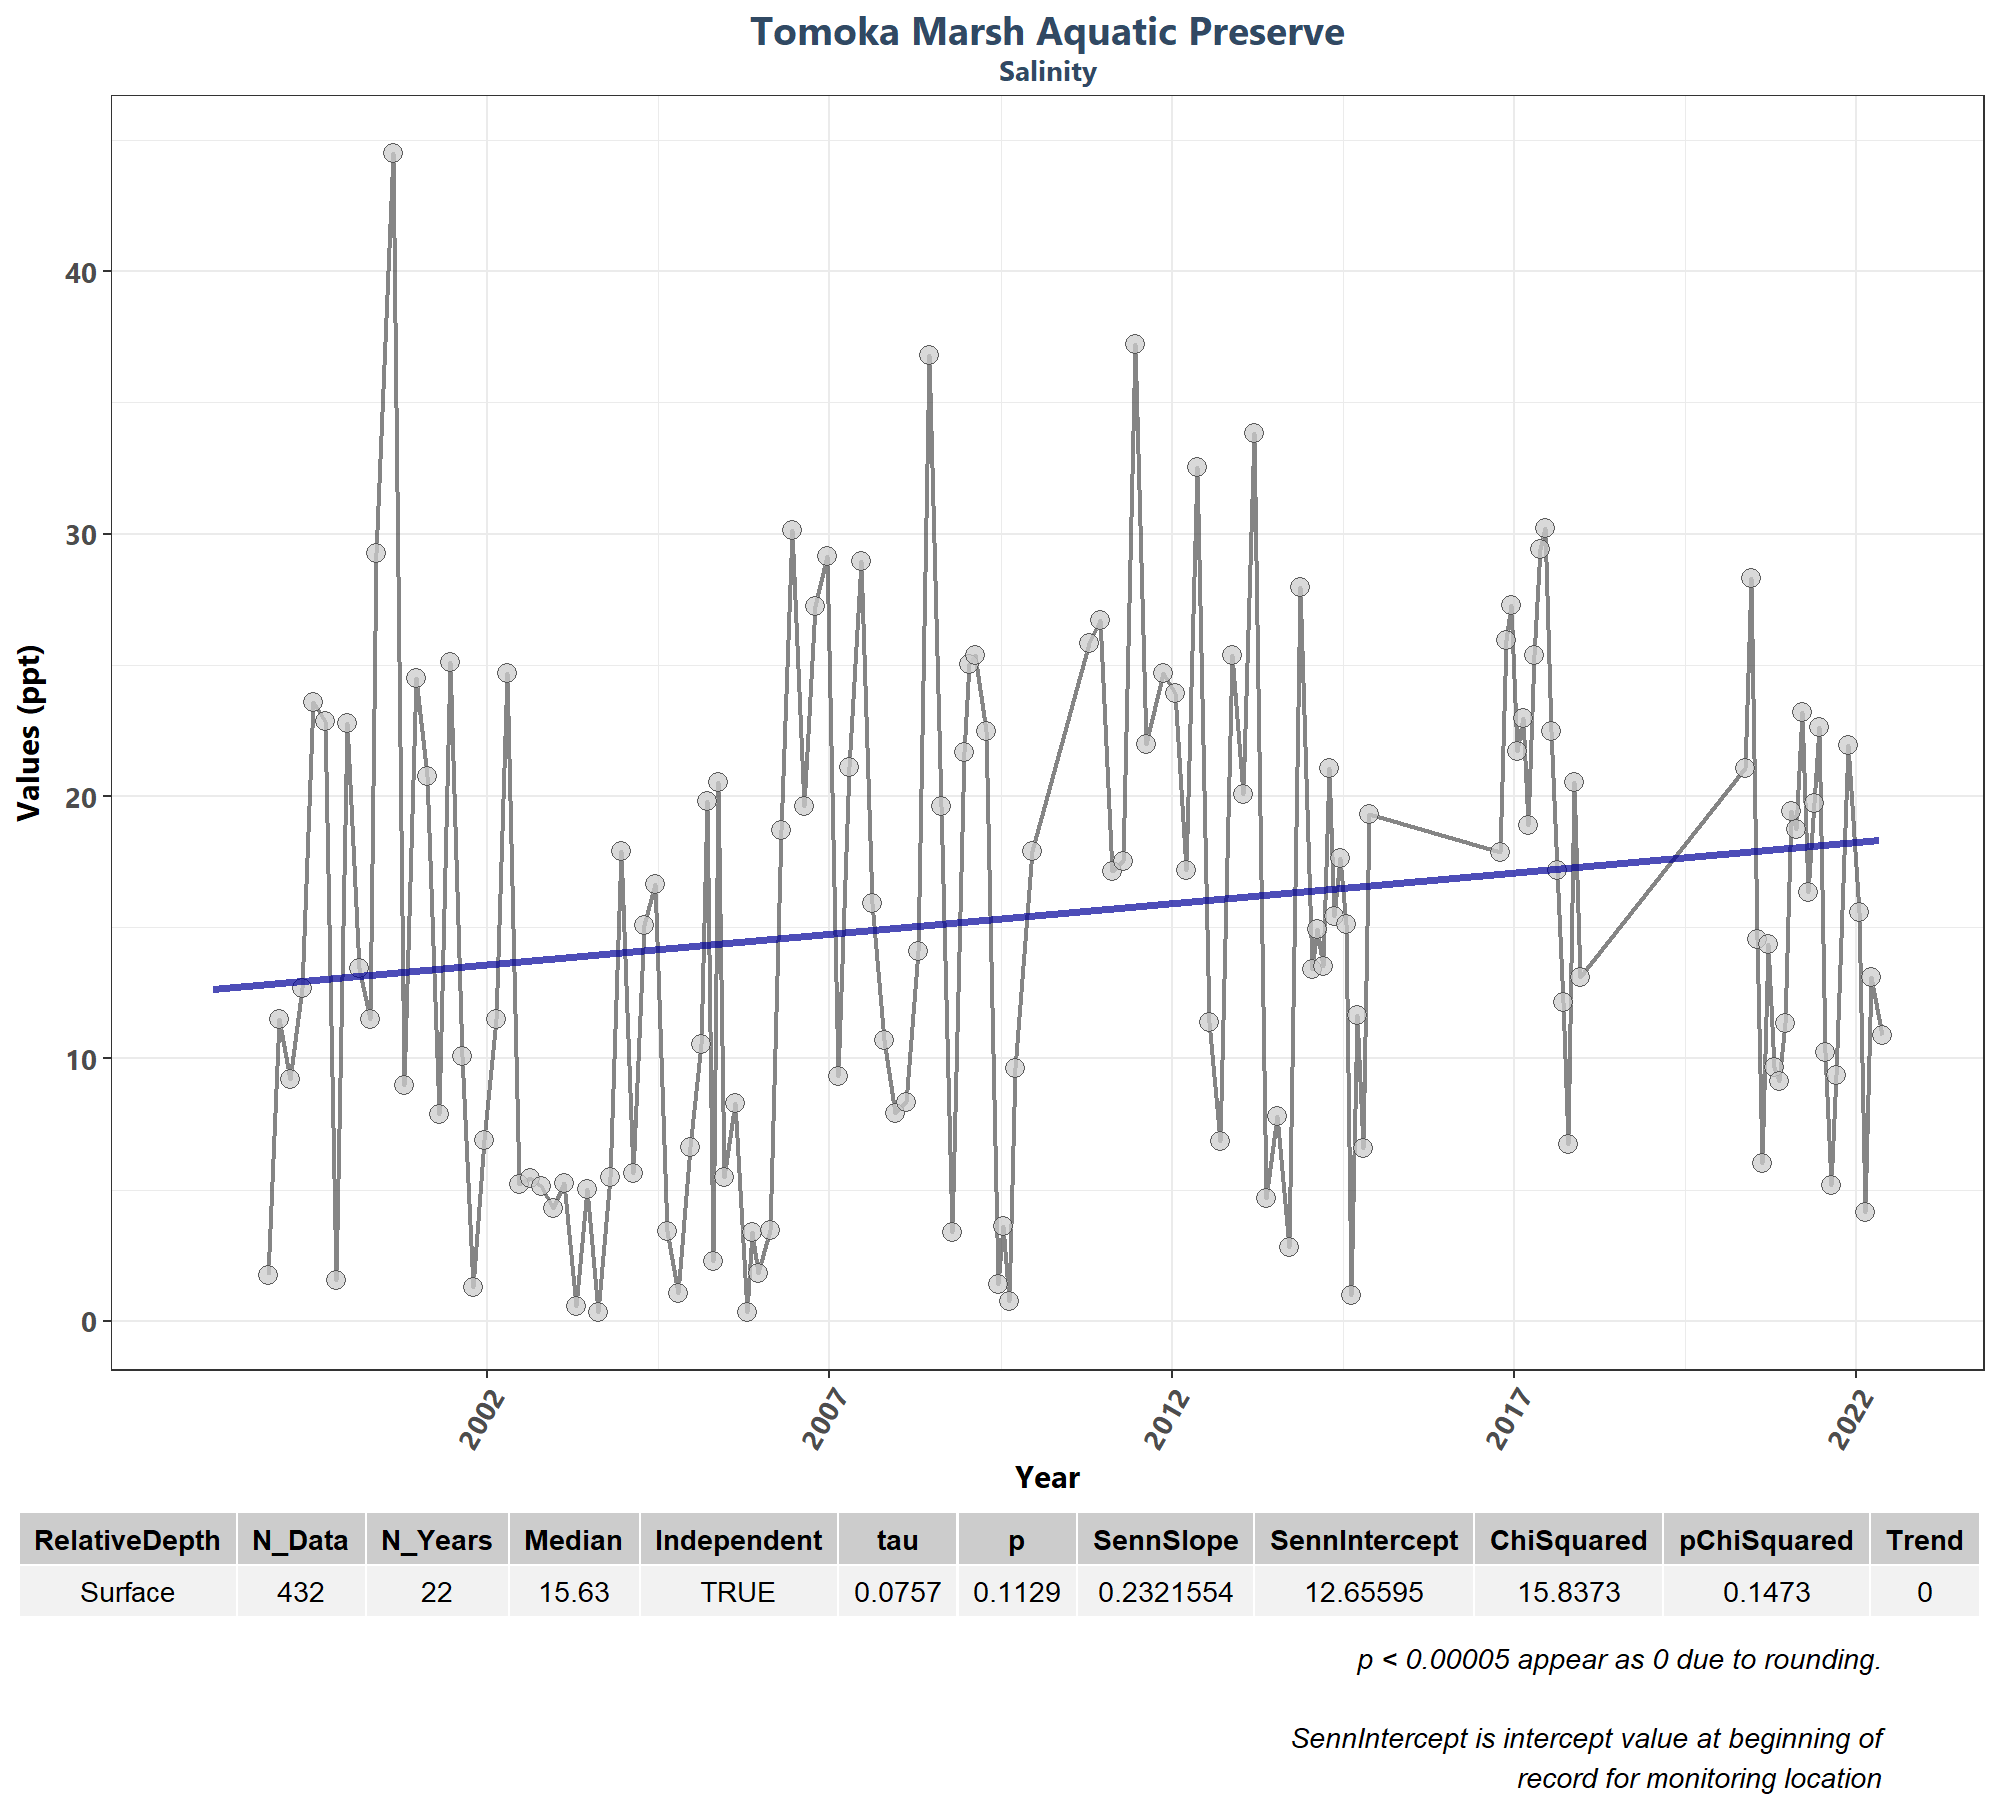 Tomoka Marsh Aquatic Preserve
Salinity
Values (ppt)
40
30
20
10
0
2002 2007 2012 2017 2022
Year
RelativeDepth N_Data N_Years Median Independent tau p SennSlope SennIntercept ChiSquared pChiSquared Trend
Surface 432 22 15.63 TRUE 0.0757 0.1129 0.2321554 12.65595 15.8373 0.1473 0
p < 0.00005 appear as 0 due to rounding.
SennIntercept is intercept value at beginning of
record for monitoring location